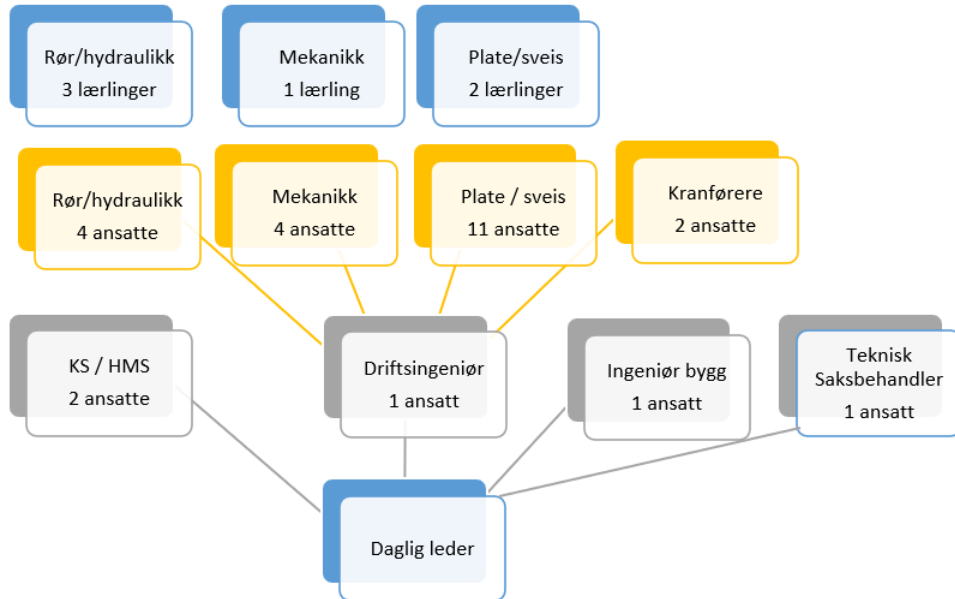 Rør/hydraulikk
3 lærlinger
Mekanikk
1 lærling
Plate/sveis
2 lærlinger
Rør/hydraulikk
4 ansatte
Mekanikk
4 ansatte
Plate / sveis
11 ansatte
Kranførere
2 ansatte
KS / HMS
2 ansatte
Driftsingeniør
1 ansatt
Ingeniør bygg
1 ansatt
Teknisk
Saksbehandler
1 ansatt
Daglig leder